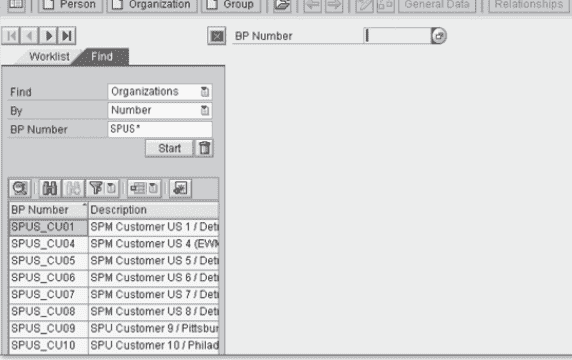 Person Organization Group General Data Relationships
BP Number
Worklist Find
Find Organizations
By Number
BP Number SPUS*
Start
BP Number Description
SPUS_CU01 SPM Customer US 1 / Detr
SPUS_CU04 SPM Customer US 4 (EWM
SPUS_CU05 SPM Customer US 5 / Detr
SPUS_CU06 SPM Customer US 6 / Detr
SPUS_CU07 SPM Customer US 7 / Detr
SPUS_CU08 SPM Customer US 8 / Detr
SPUS_CU09 SPU Customer 9 / Pittsbur
SPUS_CU10 SPU Customer 10 / Philad